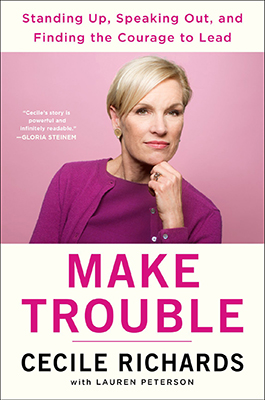 Standing Up, Speaking Out, and
Finding the Courage to Lead
"Cecile's story is
powerful and
infinitely readable."
—GLORIA STEINEM
MAKE
TROUBLE
CECILE RICHARDS
with LAUREN PETERSON